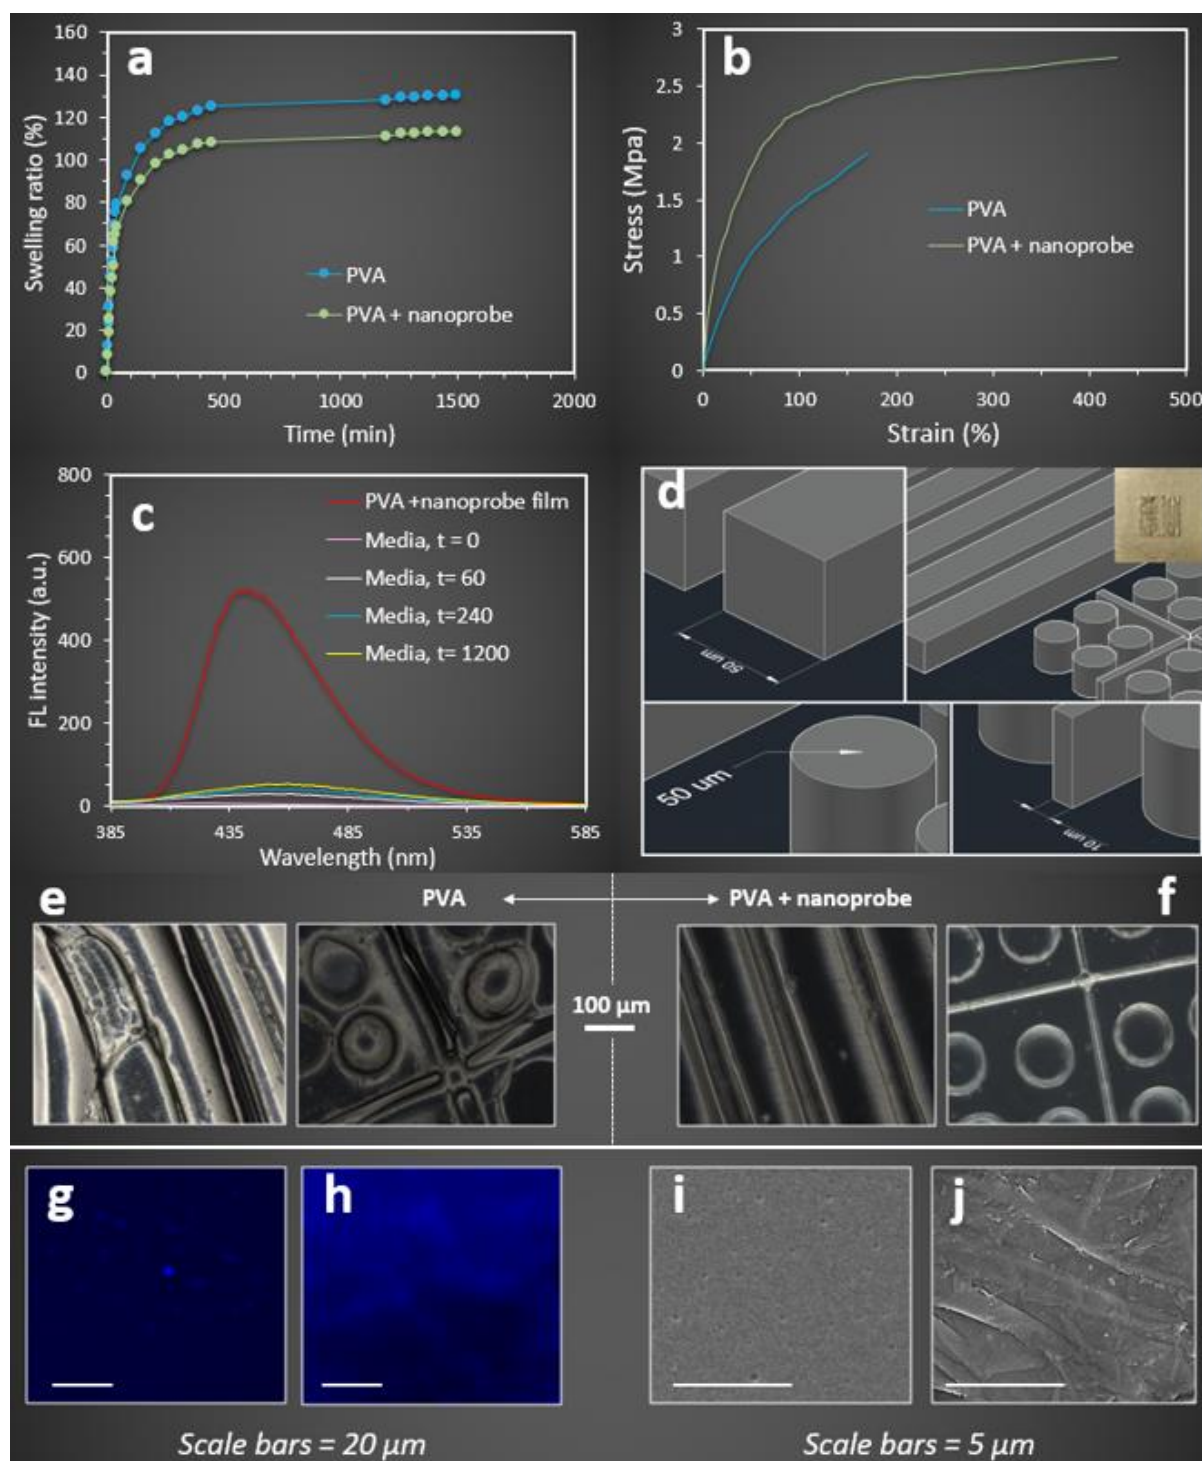 a
160
140
120
100
80
60
40
20
0
Swelling ratio (%)
PVA
PVA + nanoprobe
0 500 1000 1500 2000
Time (min)
b
3
2.5
2
1.5
1
0.5
0
Stress (Mpa)
PVA
PVA + nanoprobe
0 100 200 300 400 500
Strain (%)
c
800
600
400
200
0
FL intensity (a.u.)
PVA +nanoprobe film
Media, t = 0
Media, t= 60
Media, t=240
Media, t= 1200
385 435 485 535 585
Wavelength (nm)
d
50 um
50 um
10 um
e
PVA
PVA + nanoprobe
f
100 µm
g
h
i
j
Scale bars = 20 µm
Scale bars = 5 µm